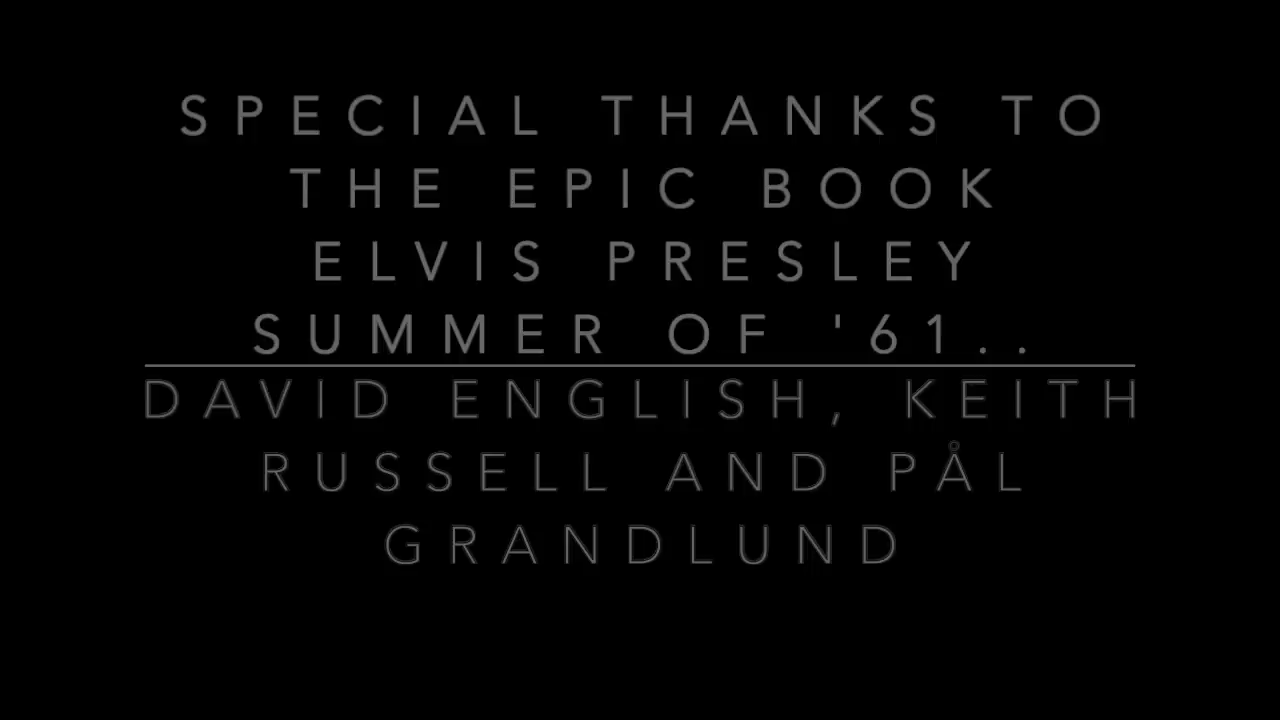 SPECIAL THANKS TO
THE EPIC BOOK
ELVIS PRESLEY
SUMMER OF '61..
DAVID ENGLISH, KEITH
RUSSELL AND PÅL
GRANDLUND